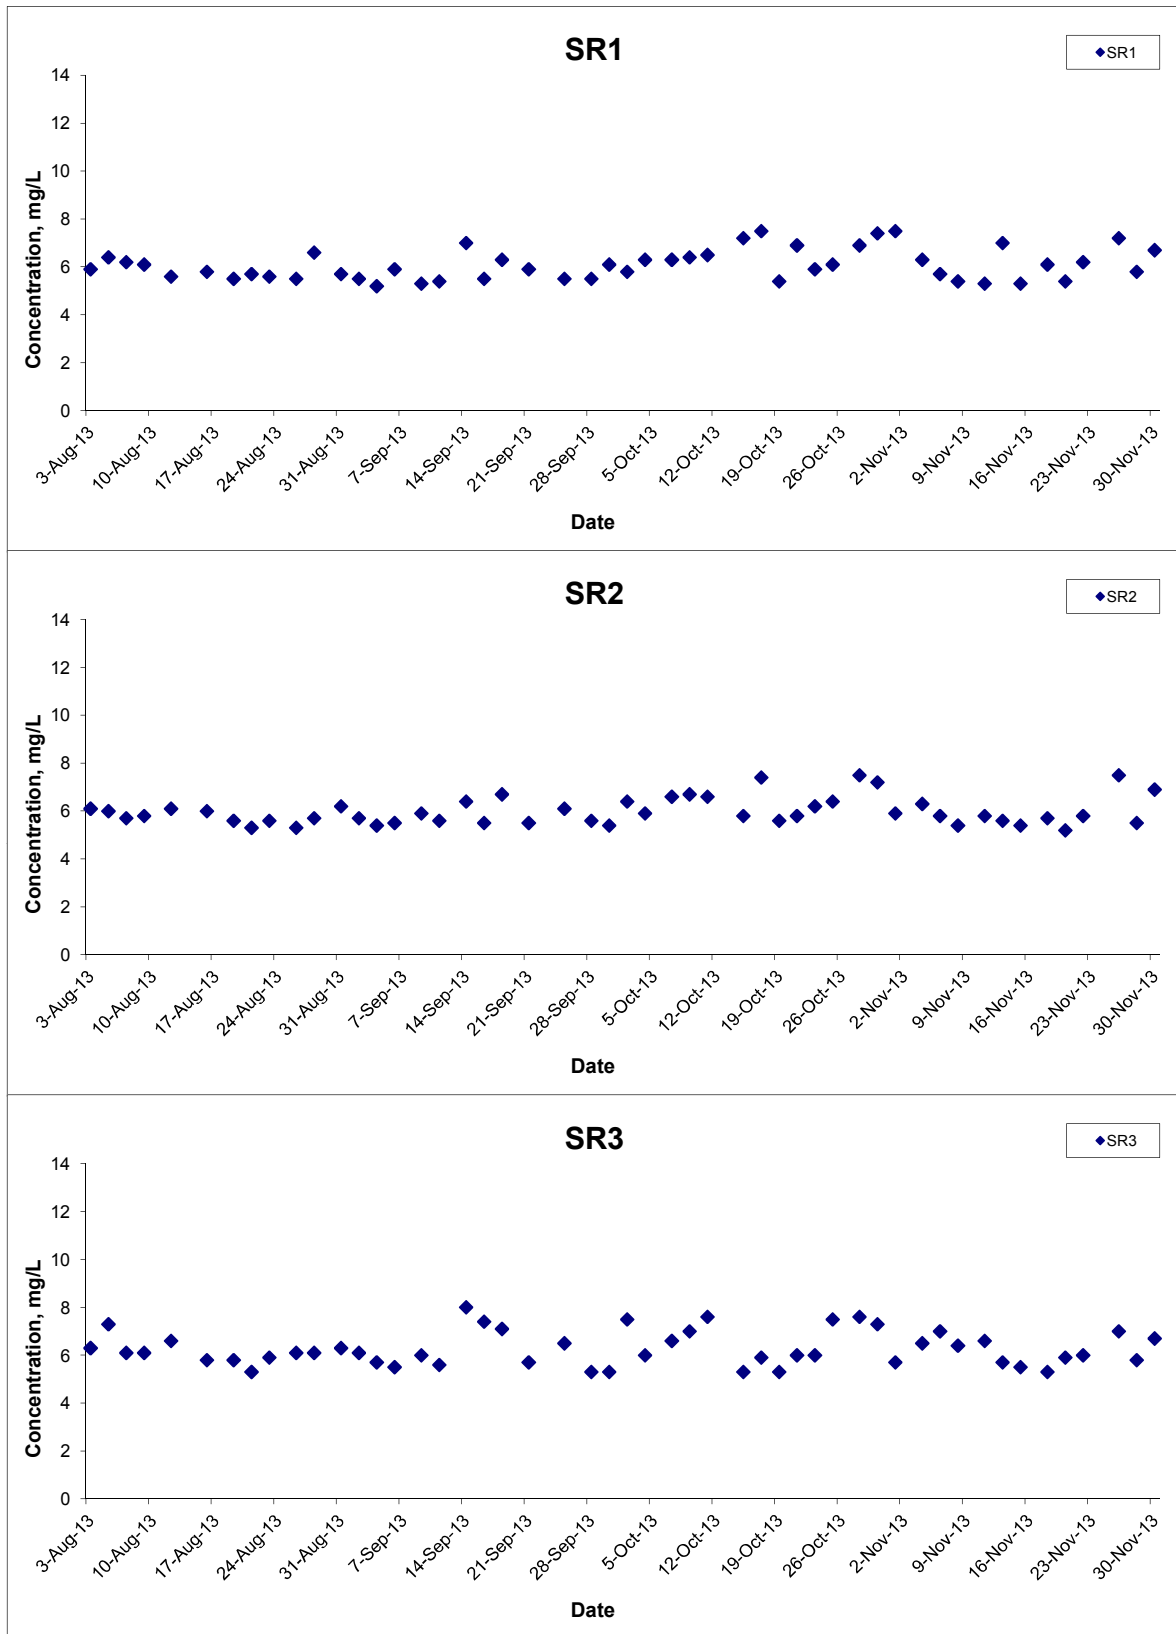 SR1
SR1
14
12
10
8
6
4
2
0
Concentration, mg/L
3-Aug-13
10-Aug-13
17-Aug-13
24-Aug-13
31-Aug-13
7-Sep-13
14-Sep-13
21-Sep-13
28-Sep-13
5-Oct-13
12-Oct-13
19-Oct-13
26-Oct-13
2-Nov-13
9-Nov-13
16-Nov-13
23-Nov-13
30-Nov-13
Date
SR2
SR2
14
12
10
8
6
4
2
0
Concentration, mg/L
3-Aug-13
10-Aug-13
17-Aug-13
24-Aug-13
31-Aug-13
7-Sep-13
14-Sep-13
21-Sep-13
28-Sep-13
5-Oct-13
12-Oct-13
19-Oct-13
26-Oct-13
2-Nov-13
9-Nov-13
16-Nov-13
23-Nov-13
30-Nov-13
Date
SR3
SR3
14
12
10
8
6
4
2
0
Concentration, mg/L
3-Aug-13
10-Aug-13
17-Aug-13
24-Aug-13
31-Aug-13
7-Sep-13
14-Sep-13
21-Sep-13
28-Sep-13
5-Oct-13
12-Oct-13
19-Oct-13
26-Oct-13
2-Nov-13
9-Nov-13
16-Nov-13
23-Nov-13
30-Nov-13
Date